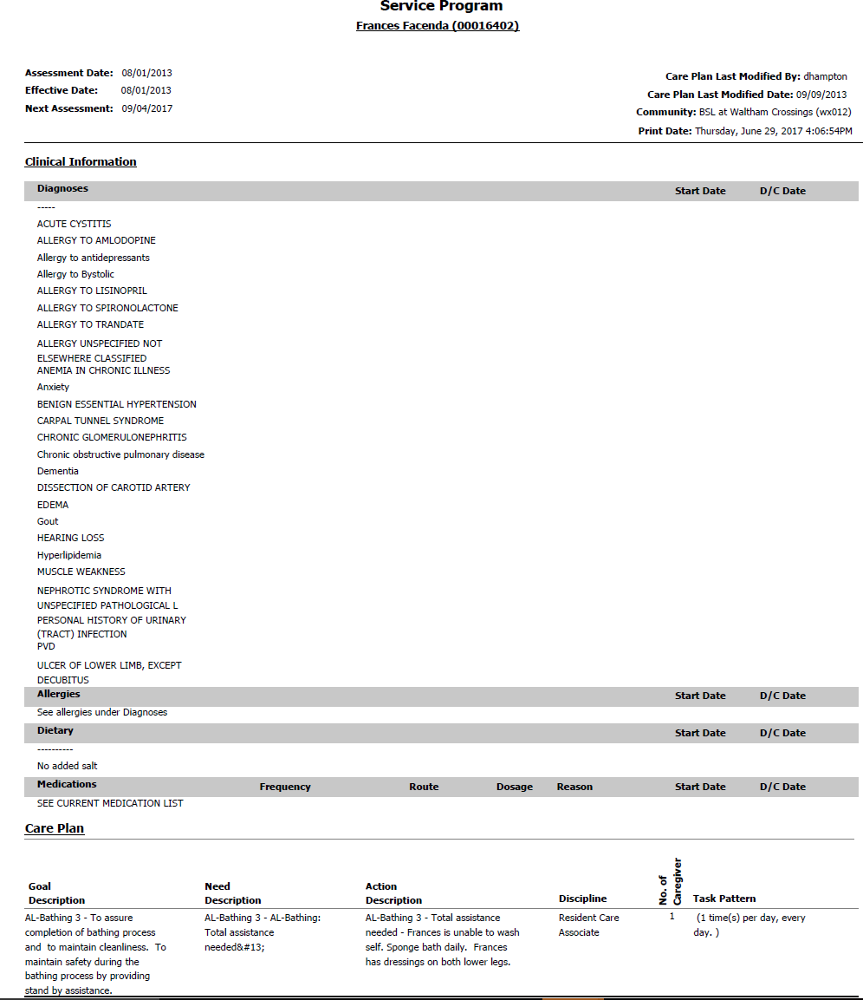 Service Program
Frances Facenda (00016402)
Assessment Date: 08/01/2013
Effective Date: 08/01/2013
Next Assessment: 09/04/2017
Care Plan Last Modified By: dhampton
Care Plan Last Modified Date: 09/09/2013
Community: BSL at Waltham Crossings (wx012)
Print Date: Thursday, June 29, 2017 4:06:54PM
Clinical Information
Diagnoses Start Date D/C Date
-----
ACUTE CYSTITIS
ALLERGY TO AMLODOPINE
Allergy to antidepressants
Allergy to Bystolic
ALLERGY TO LISINOPRIL
ALLERGY TO SPIRONOLACTONE
ALLERGY TO TRANDATE
ALLERGY UNSPECIFIED NOT
ELSEWHERE CLASSIFIED
ANEMIA IN CHRONIC ILLNESS
Anxiety
BENIGN ESSENTIAL HYPERTENSION
CARPAL TUNNEL SYNDROME
CHRONIC GLOMERULONEPHRITIS
Chronic obstructive pulmonary disease
Dementia
DISSECTION OF CAROTID ARTERY
EDEMA
Gout
HEARING LOSS
Hyperlipidemia
MUSCLE WEAKNESS
NEPHROTIC SYNDROME WITH
UNSPECIFIED PATHOLOGICAL L
PERSONAL HISTORY OF URINARY
(TRACT) INFECTION
PVD
ULCER OF LOWER LIMB, EXCEPT
DECUBITUS
Allergies Start Date D/C Date
See allergies under Diagnoses
Dietary Start Date D/C Date
----------
No added salt
Medications Frequency Route Dosage Reason Start Date D/C Date
SEE CURRENT MEDICATION LIST
Care Plan
Goal
Description
Need
Description
Action
Description
Discipline
No. of
Caregiver
Task Pattern
AL-Bathing 3 - To assure
completion of bathing process
and to maintain cleanliness. To
maintain safety during the
bathing process by providing
stand by assistance.
AL-Bathing 3 - AL-Bathing:
Total assistance
needed&#13;
AL-Bathing 3 - Total assistance
needed - Frances is unable to wash
self. Sponge bath daily. Frances
has dressings on both lower legs.
Resident Care
Associate
1
(1 time(s) per day, every
day. )